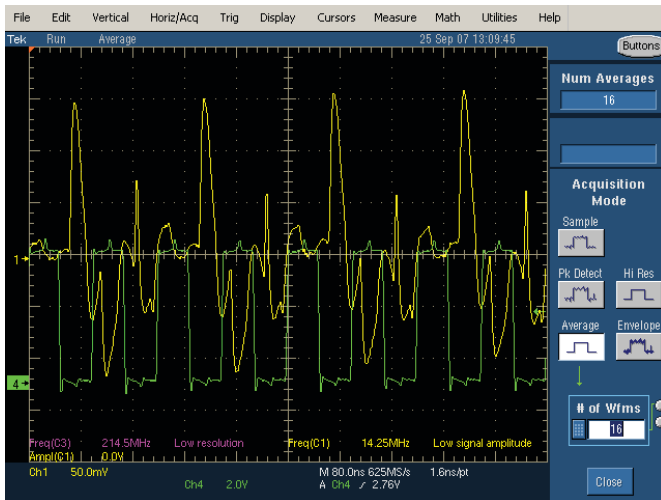 File Edit Vertical Horiz/Acq Trig Display Cursors Measure Math Utilities Help
Tek Run Average 25 Sep 07 13:09:45
Buttons
Num Averages
16
Acquisition
Mode
Sample
Pk Detect Hi Res
Average Envelope
# of Wfms
16
Close
1
4
Freq(C3) 214.5MHz Low resolution Freq(C1) 14.25MHz Low signal amplitude
Ampl(C1) 0.0V
Ch1 50.0mV M 80.0ns 625MS/s 1.6ns/pt
Ch4 2.0V A Ch4 / 2.76V